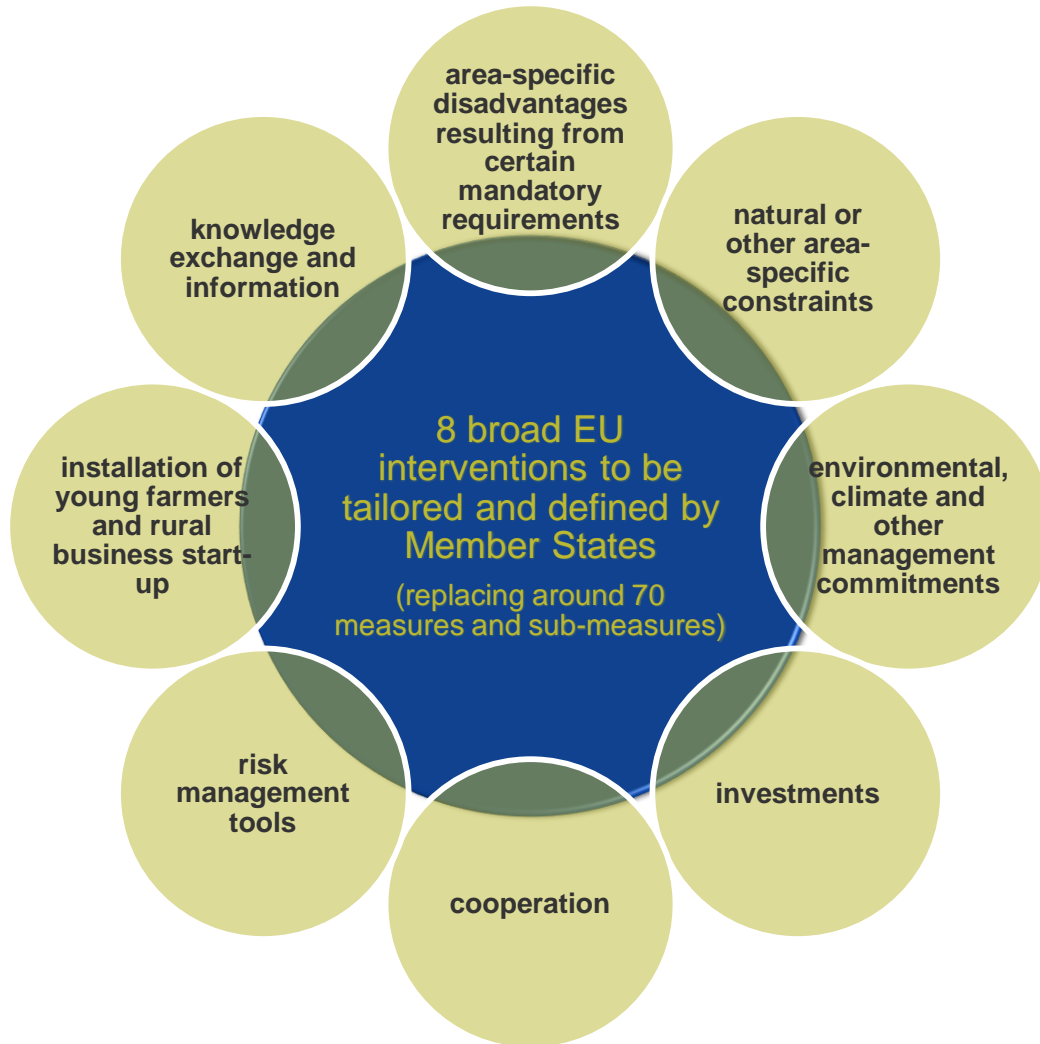 area-specific
disadvantages
resulting from
certain
mandatory
requirements
natural or
other area-
specific
constraints
environmental,
climate and
other
management
commitments
investments
cooperation
risk
management
tools
installation of
young farmers
and rural
business start-
up
knowledge
exchange and
information
8 broad EU
interventions to be
tailored and defined by
Member States
(replacing around 70
measures and sub-measures)